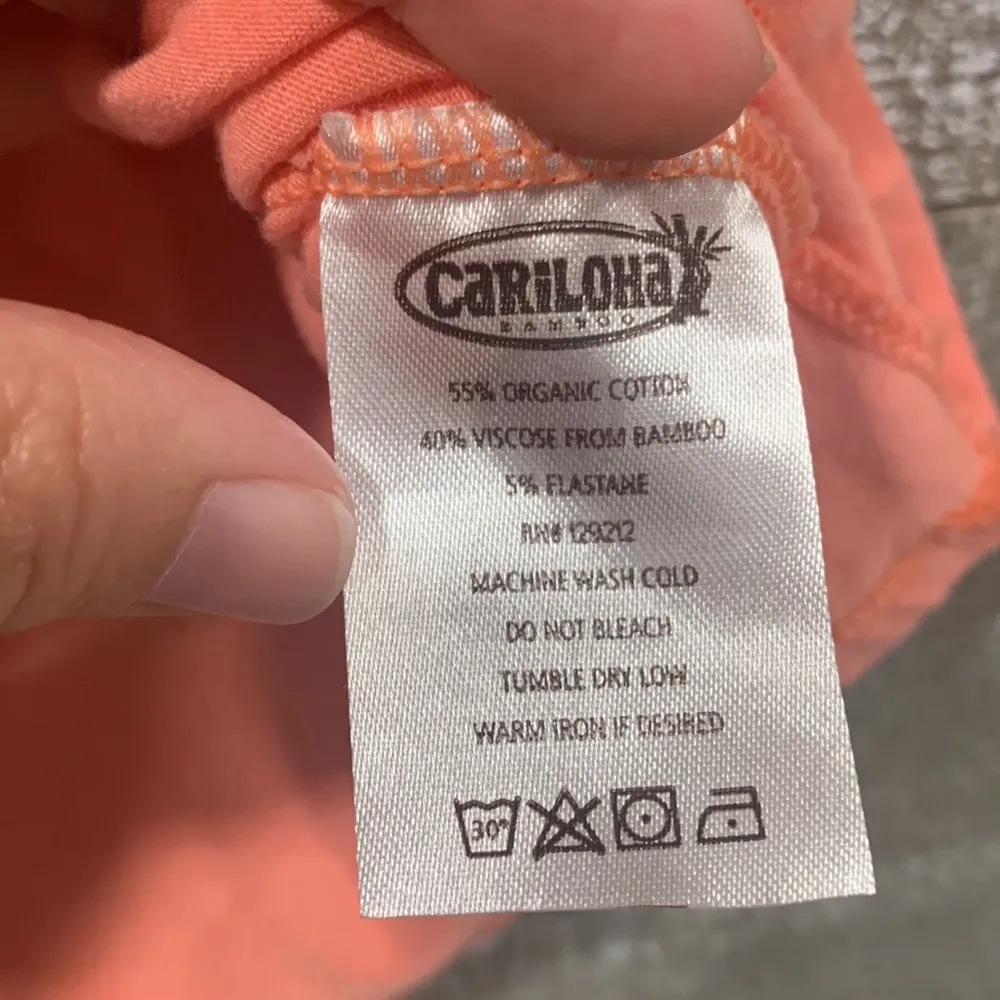 CARILOHA
BAMBOO
55% ORGANIC COTTON
40% VISCOSE FROM BAMBOO
5% ELASTANE
RN# 129212
MACHINE WASH COLD
DO NOT BLEACH
TUMBLE DRY LOW
WARM IRON IF DESIRED
30°